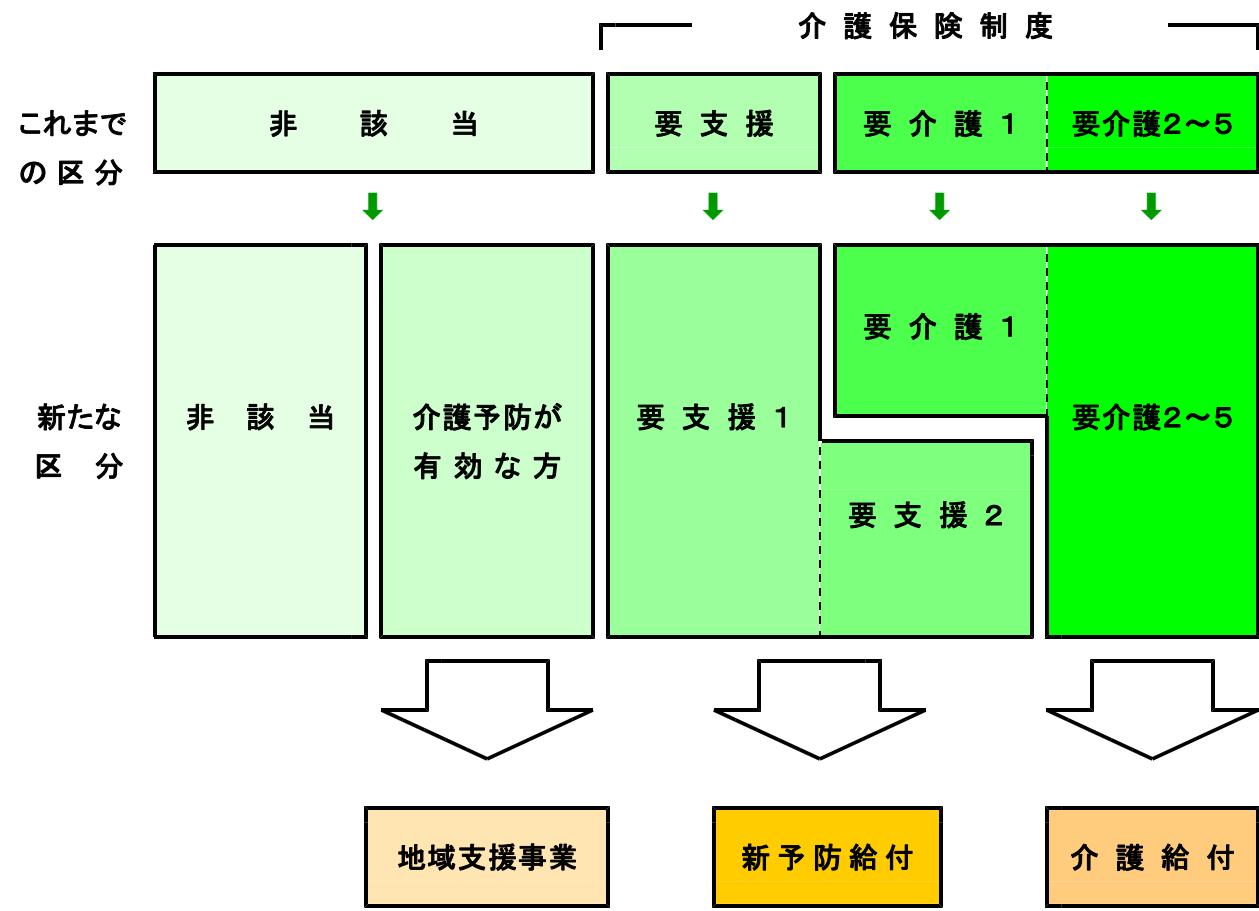 介護保険制度
これまで
の区分
非該当
要支援
要介護1
要介護2～5
新たな
区分
非該当
介護予防が
有効な方
要支援1
要介護1
要支援2
要介護2～5
地域支援事業
新予防給付
介護給付